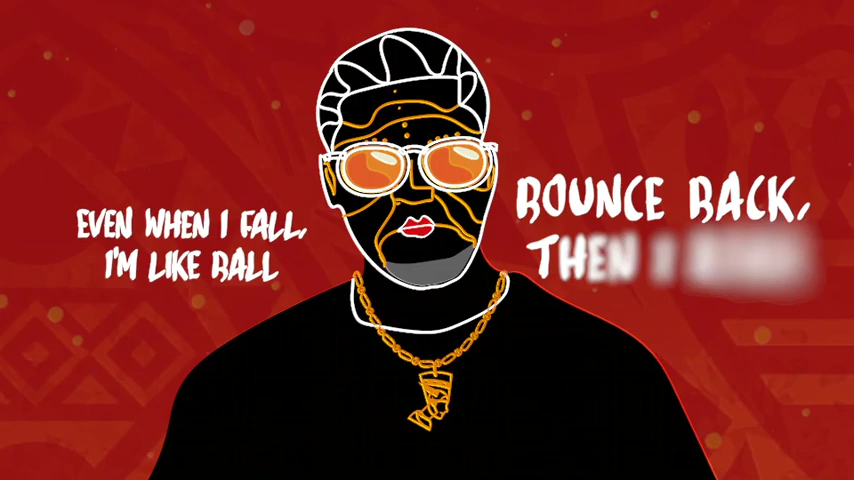 EVEN WHEN I FALL,
I'M LIKE BALL
BOUNCE BACK,
THEN I